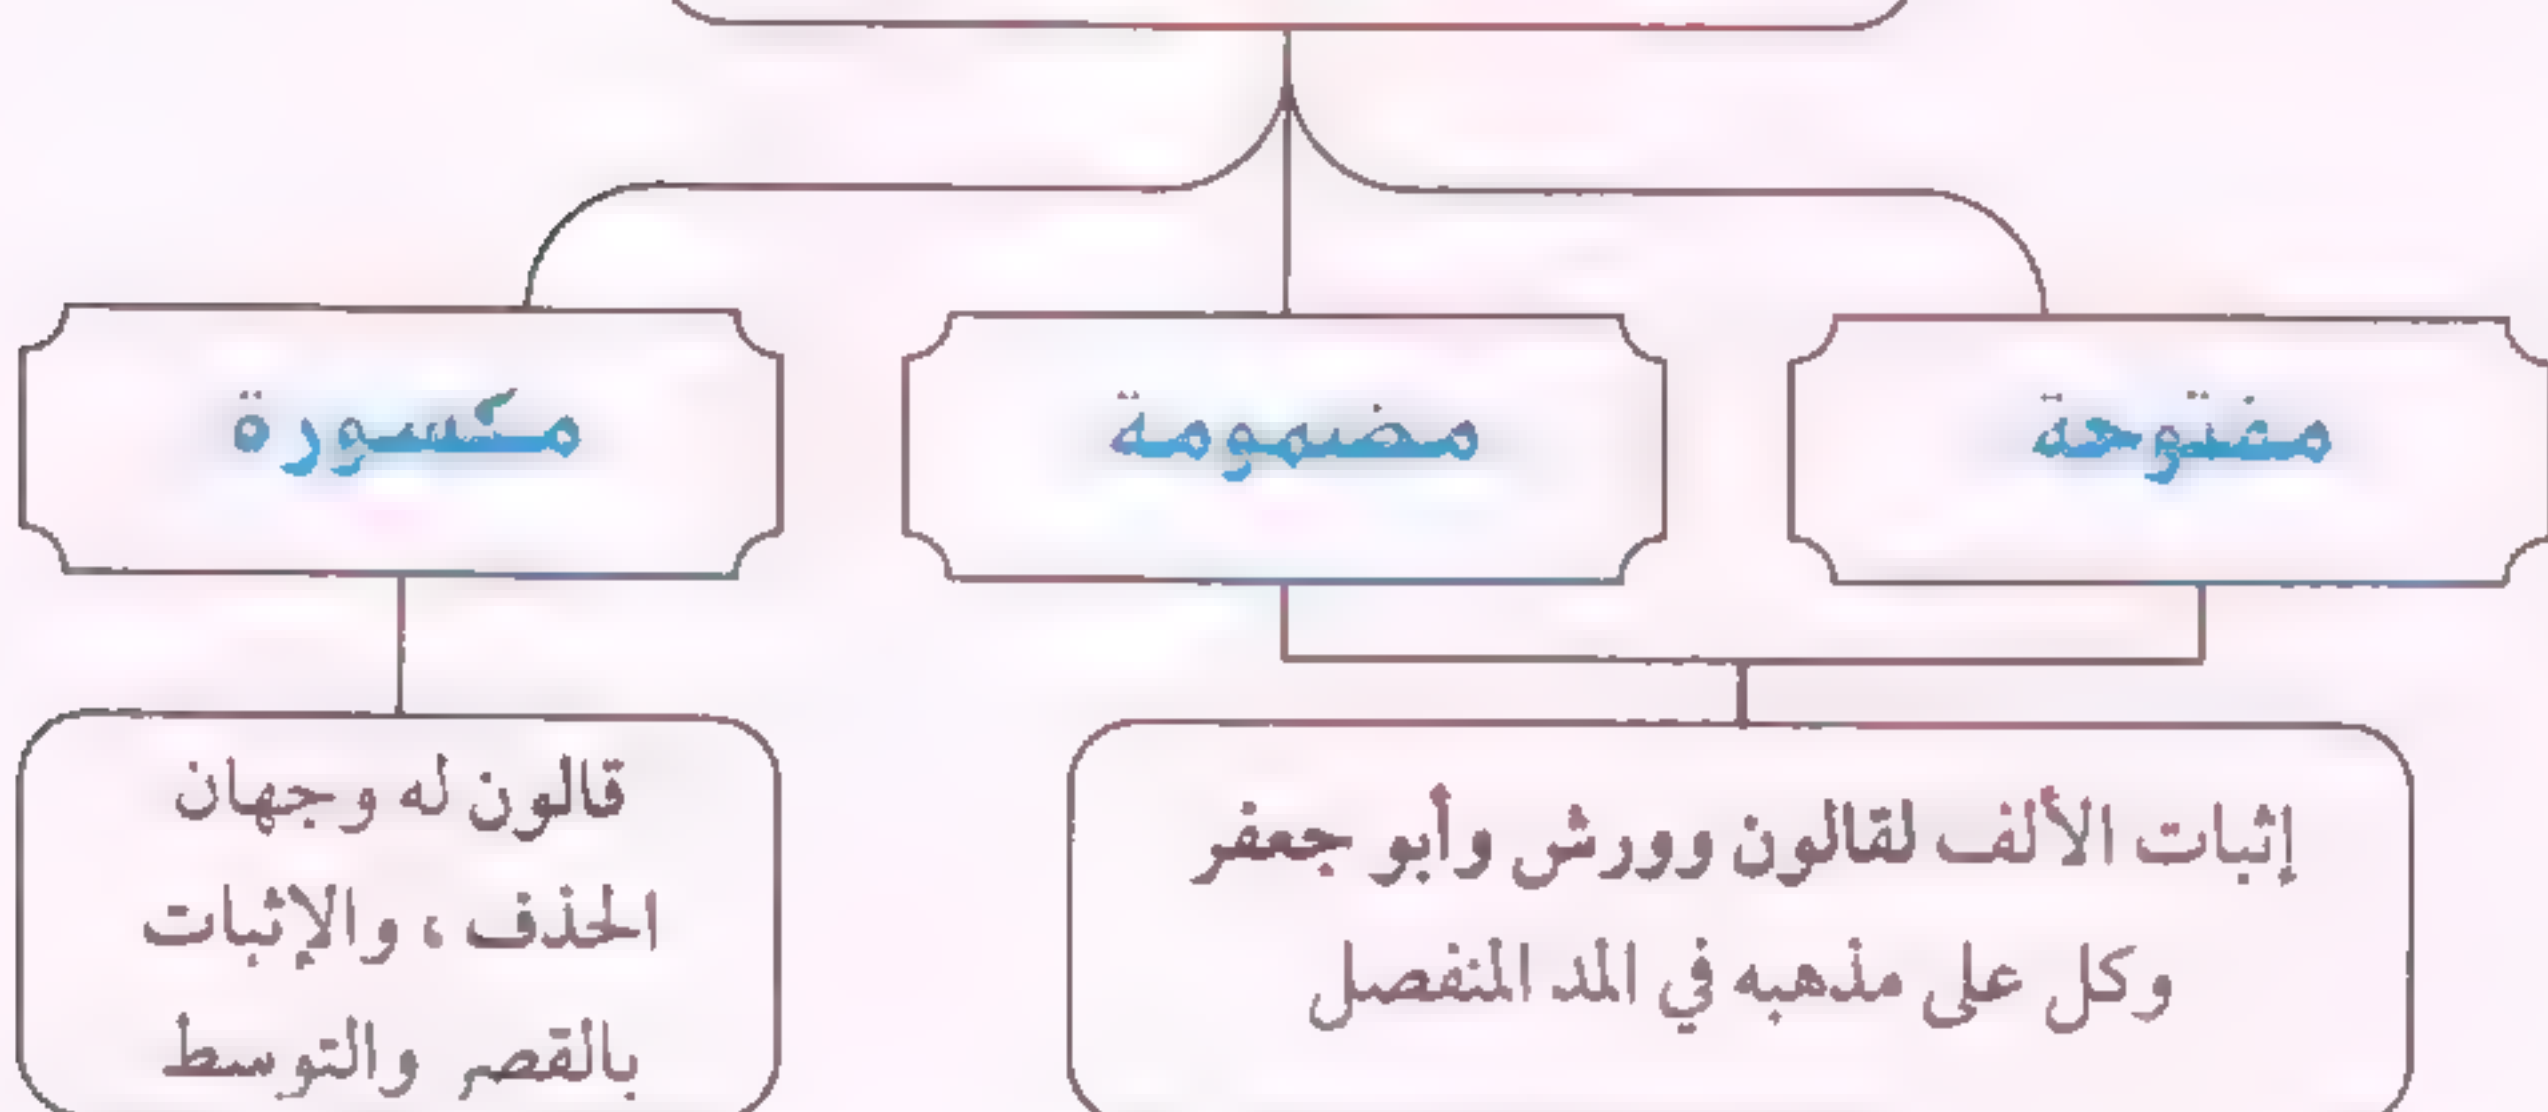 مفتوحة
مضمومة
مكسورة
إثبات الألف لقالون وورش وأبو جعفر
وكل على مذهبه في المد المنفصل
قالون له وجهان
الحذف ، والإثبات
بالقصر والتوسط